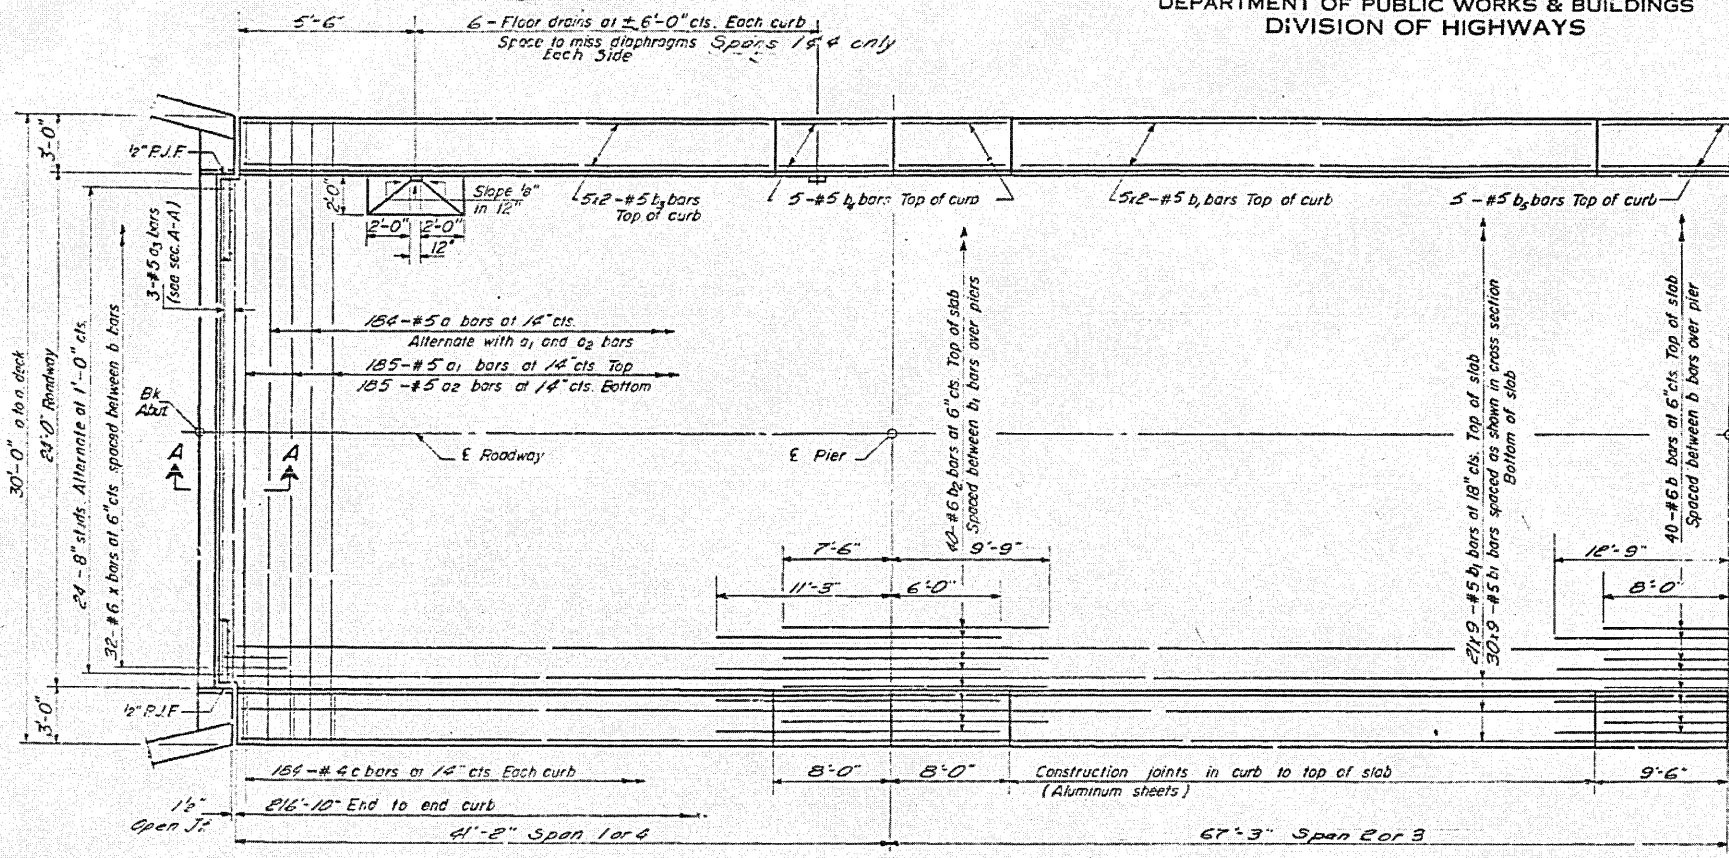 DEPARTMENT OF PUBLIC WORKS & BUILDINGS
DIVISION OF HIGHWAYS
5'-6"
6 - Floor drains at ± 6'-0" cts. Each curb
Space to miss diaphragms Spans 1 & 4 only
Each Side
3'-0"
½" P.J.F.
2'-0"
Slope ⅛"
in 12"
2'-0" 2'-0"
12"
5x2-#5 b3 bars
Top of curb
5-#5 b4 bars Top of curb
5x2-#5 b, bars Top of curb
5-#5 b5 bars Top of curb
30'-0" o to o deck
24'-0" Roadway
24-8" studs Alternate at 1'-0" cts.
32-#6 x bars at 6" cts spaced between b bars
3-#5 a3 bars
(see sec. A-A)
184-#5 a bars at 14" cts.
Alternate with a1 and a2 bars
185-#5 a1 bars at 14" cts Top
185-#5 a2 bars at 14" cts. Bottom
Bk
Abut
A
A
℄ Roadway
℄ Pier
40-#6 b2 bars at 6" cts. Top of slab
Spaced between b1 bars over piers
21x9-#5 b1 bars at 18" cts. Top of slab
30x9-#5 b1 bars spaced as shown in cross section
Bottom of slab
40-#6 b bars at 6" cts. Top of slab
Spaced between b bars over pier
7'-6"
9'-9"
12'-9"
11'-3"
6'-0"
8'-0"
½" P.J.F.
3'-0"
184-#4 c bars at 14" cts Each curb
8'-0"
8'-0"
Construction joints in curb to top of slab
(Aluminum sheets)
9'-6"
1½"
Open Jt.
216'-10" End to end curb
41'-2" Span 1 or 4
67'-3" Span 2 or 3